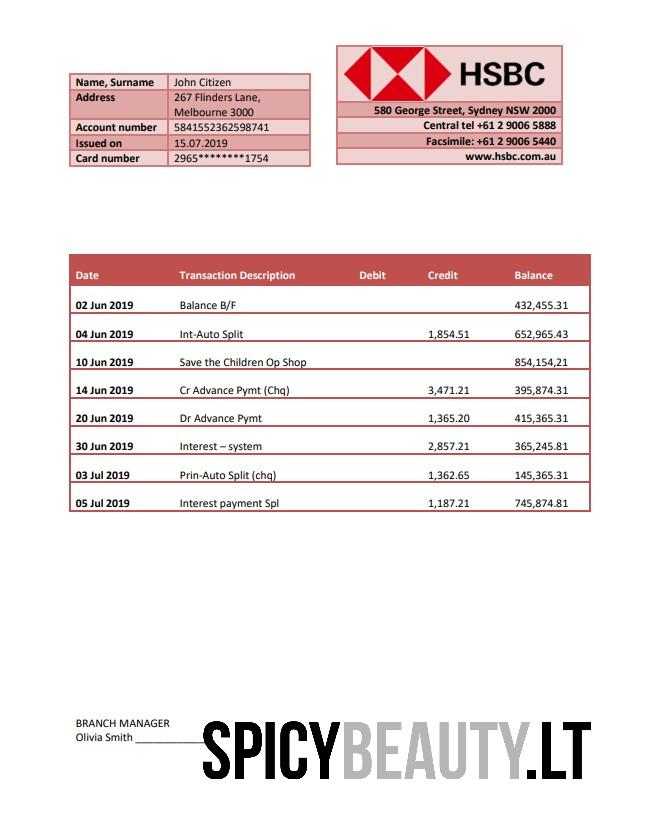 HSBC
Name, Surname John Citizen
Address 267 Flinders Lane,
Melbourne 3000
Account number 5841552362598741
Issued on 15.07.2019
Card number 2965********1754
580 George Street, Sydney NSW 2000
Central tel +61 2 9006 5888
Facsimile: +61 2 9006 5440
www.hsbc.com.au
Date Transaction Description Debit Credit Balance
02 Jun 2019 Balance B/F 432,455.31
04 Jun 2019 Int-Auto Split 1,854.51 652,965.43
10 Jun 2019 Save the Children Op Shop 854,154,21
14 Jun 2019 Cr Advance Pymt (Chq) 3,471.21 395,874.31
20 Jun 2019 Dr Advance Pymt 1,365.20 415,365.31
30 Jun 2019 Interest – system 2,857.21 365,245.81
03 Jul 2019 Prin-Auto Split (chq) 1,362.65 145,365.31
05 Jul 2019 Interest payment Spl 1,187.21 745,874.81
BRANCH MANAGER
Olivia Smith ___________
SPICYBEAUTY.LT